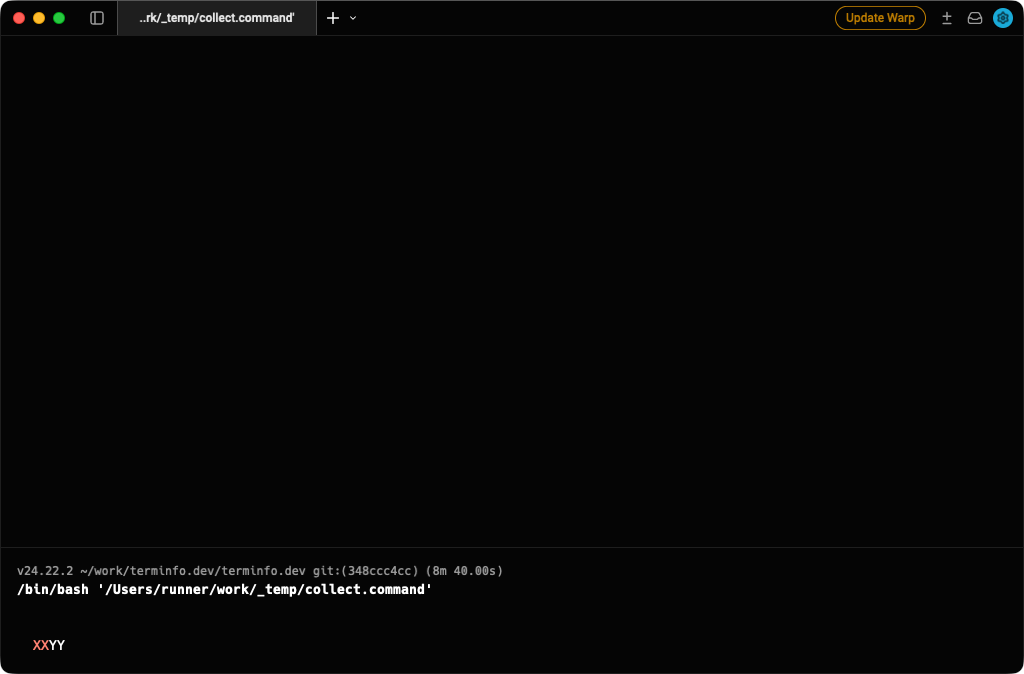 ..rk/_temp/collect.command'
Update Warp
v24.22.2 ~/work/terminfo.dev/terminfo.dev git:(348ccc4cc) (8m 40.00s)
/bin/bash '/Users/runner/work/_temp/collect.command'
XXYY